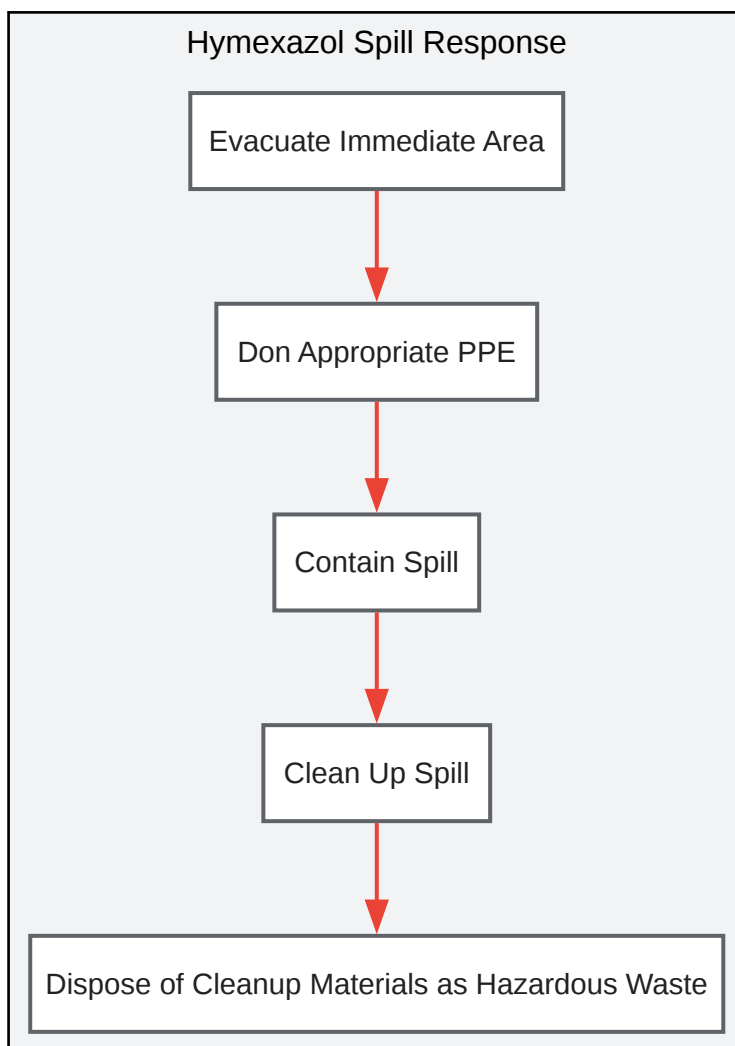 Hymexazol Spill Response
Evacuate Immediate Area
Don Appropriate PPE
Contain Spill
Clean Up Spill
Dispose of Cleanup Materials as Hazardous Waste